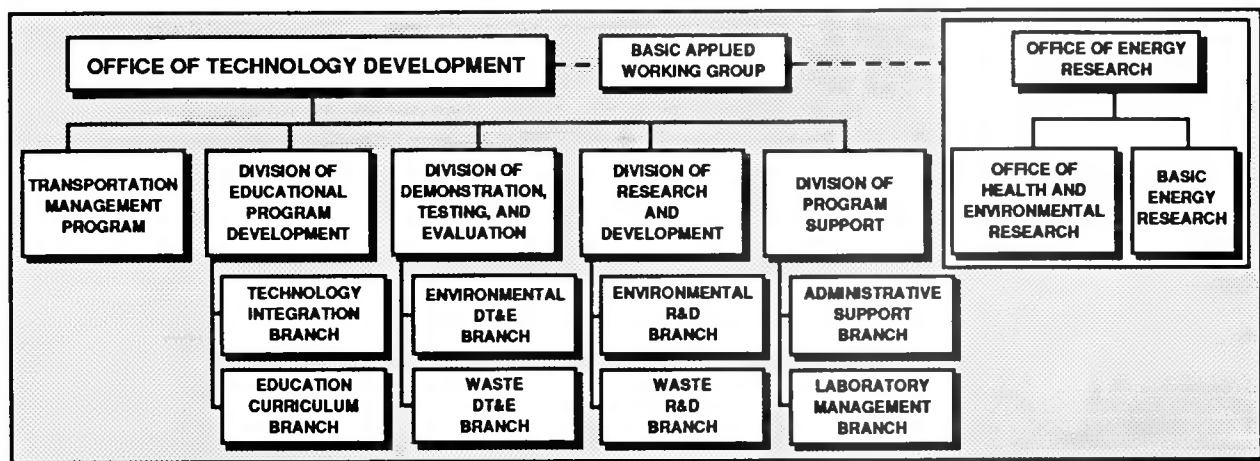 OFFICE OF TECHNOLOGY DEVELOPMENT
BASIC APPLIED
WORKING GROUP
OFFICE OF ENERGY
RESEARCH
TRANSPORTATION
MANAGEMENT
PROGRAM
DIVISION OF
EDUCATIONAL
PROGRAM
DEVELOPMENT
DIVISION OF
DEMONSTRATION,
TESTING, AND
EVALUATION
DIVISION OF
RESEARCH
AND
DEVELOPMENT
DIVISION OF
PROGRAM
SUPPORT
OFFICE OF
HEALTH AND
ENVIRONMENTAL
RESEARCH
BASIC
ENERGY
RESEARCH
TECHNOLOGY
INTEGRATION
BRANCH
ENVIRONMENTAL
DT&E
BRANCH
ENVIRONMENTAL
R&D
BRANCH
ADMINISTRATIVE
SUPPORT
BRANCH
EDUCATION
CURRICULUM
BRANCH
WASTE
DT&E
BRANCH
WASTE
R&D
BRANCH
LABORATORY
MANAGEMENT
BRANCH